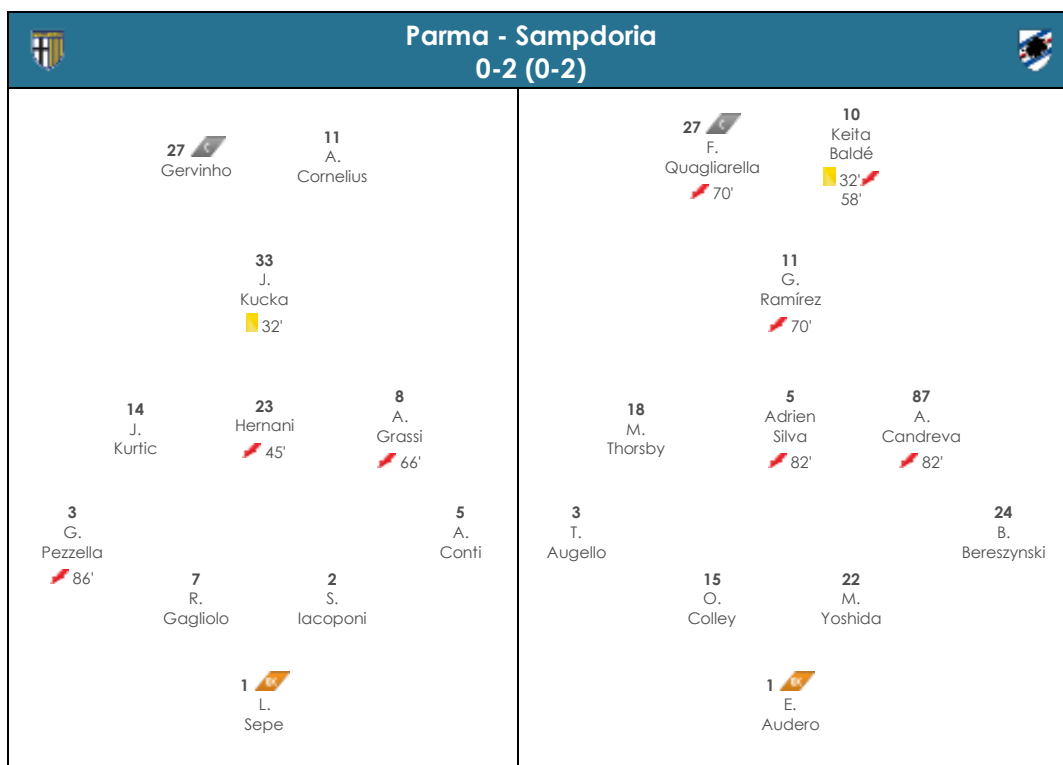 Parma - Sampdoria
0-2 (0-2)
27 C
Gervinho
11
A.
Cornelius
33
J.
Kucka
32'
14
J.
Kurtic
23
Hernani
45'
8
A.
Grassi
66'
3
G.
Pezzella
86'
5
A.
Conti
7
R.
Gagliolo
2
S.
Iacoponi
1 GK
L.
Sepe
27 C
F.
Quagliarella
70'
10
Keita
Baldé
32'
58'
11
G.
Ramírez
70'
18
M.
Thorsby
5
Adrien
Silva
82'
87
A.
Candreva
82'
3
T.
Augello
24
B.
Bereszynski
15
O.
Colley
22
M.
Yoshida
1 GK
E.
Audero